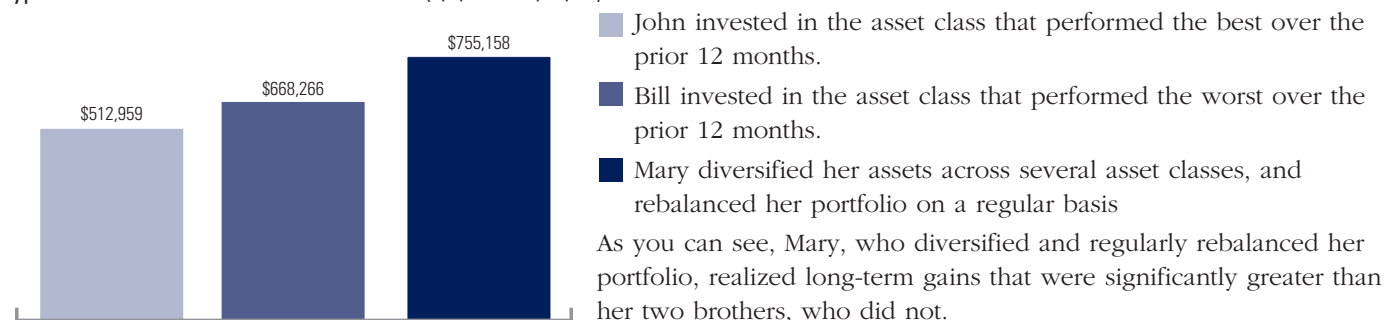 $755,158
$668,266
$512,959
John invested in the asset class that performed the best over the
prior 12 months.
Bill invested in the asset class that performed the worst over the
prior 12 months.
Mary diversified her assets across several asset classes, and
rebalanced her portfolio on a regular basis
As you can see, Mary, who diversified and regularly rebalanced her
portfolio, realized long-term gains that were significantly greater than
her two brothers, who did not.